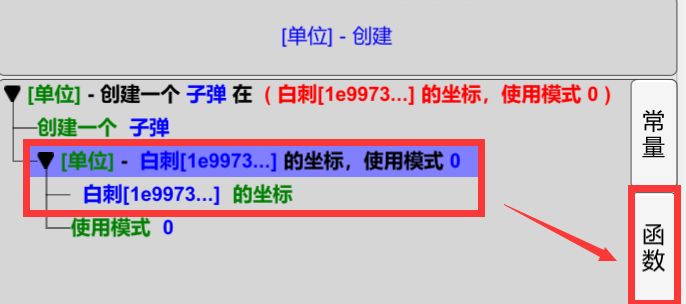 [单位] - 创建
[单位] - 创建一个 子弹 在 ( 白刺[1e9973...] 的坐标，使用模式 0 )
创建一个 子弹
[单位] - 白刺[1e9973...] 的坐标，使用模式 0
白刺[1e9973...] 的坐标
使用模式 0
常量
函数